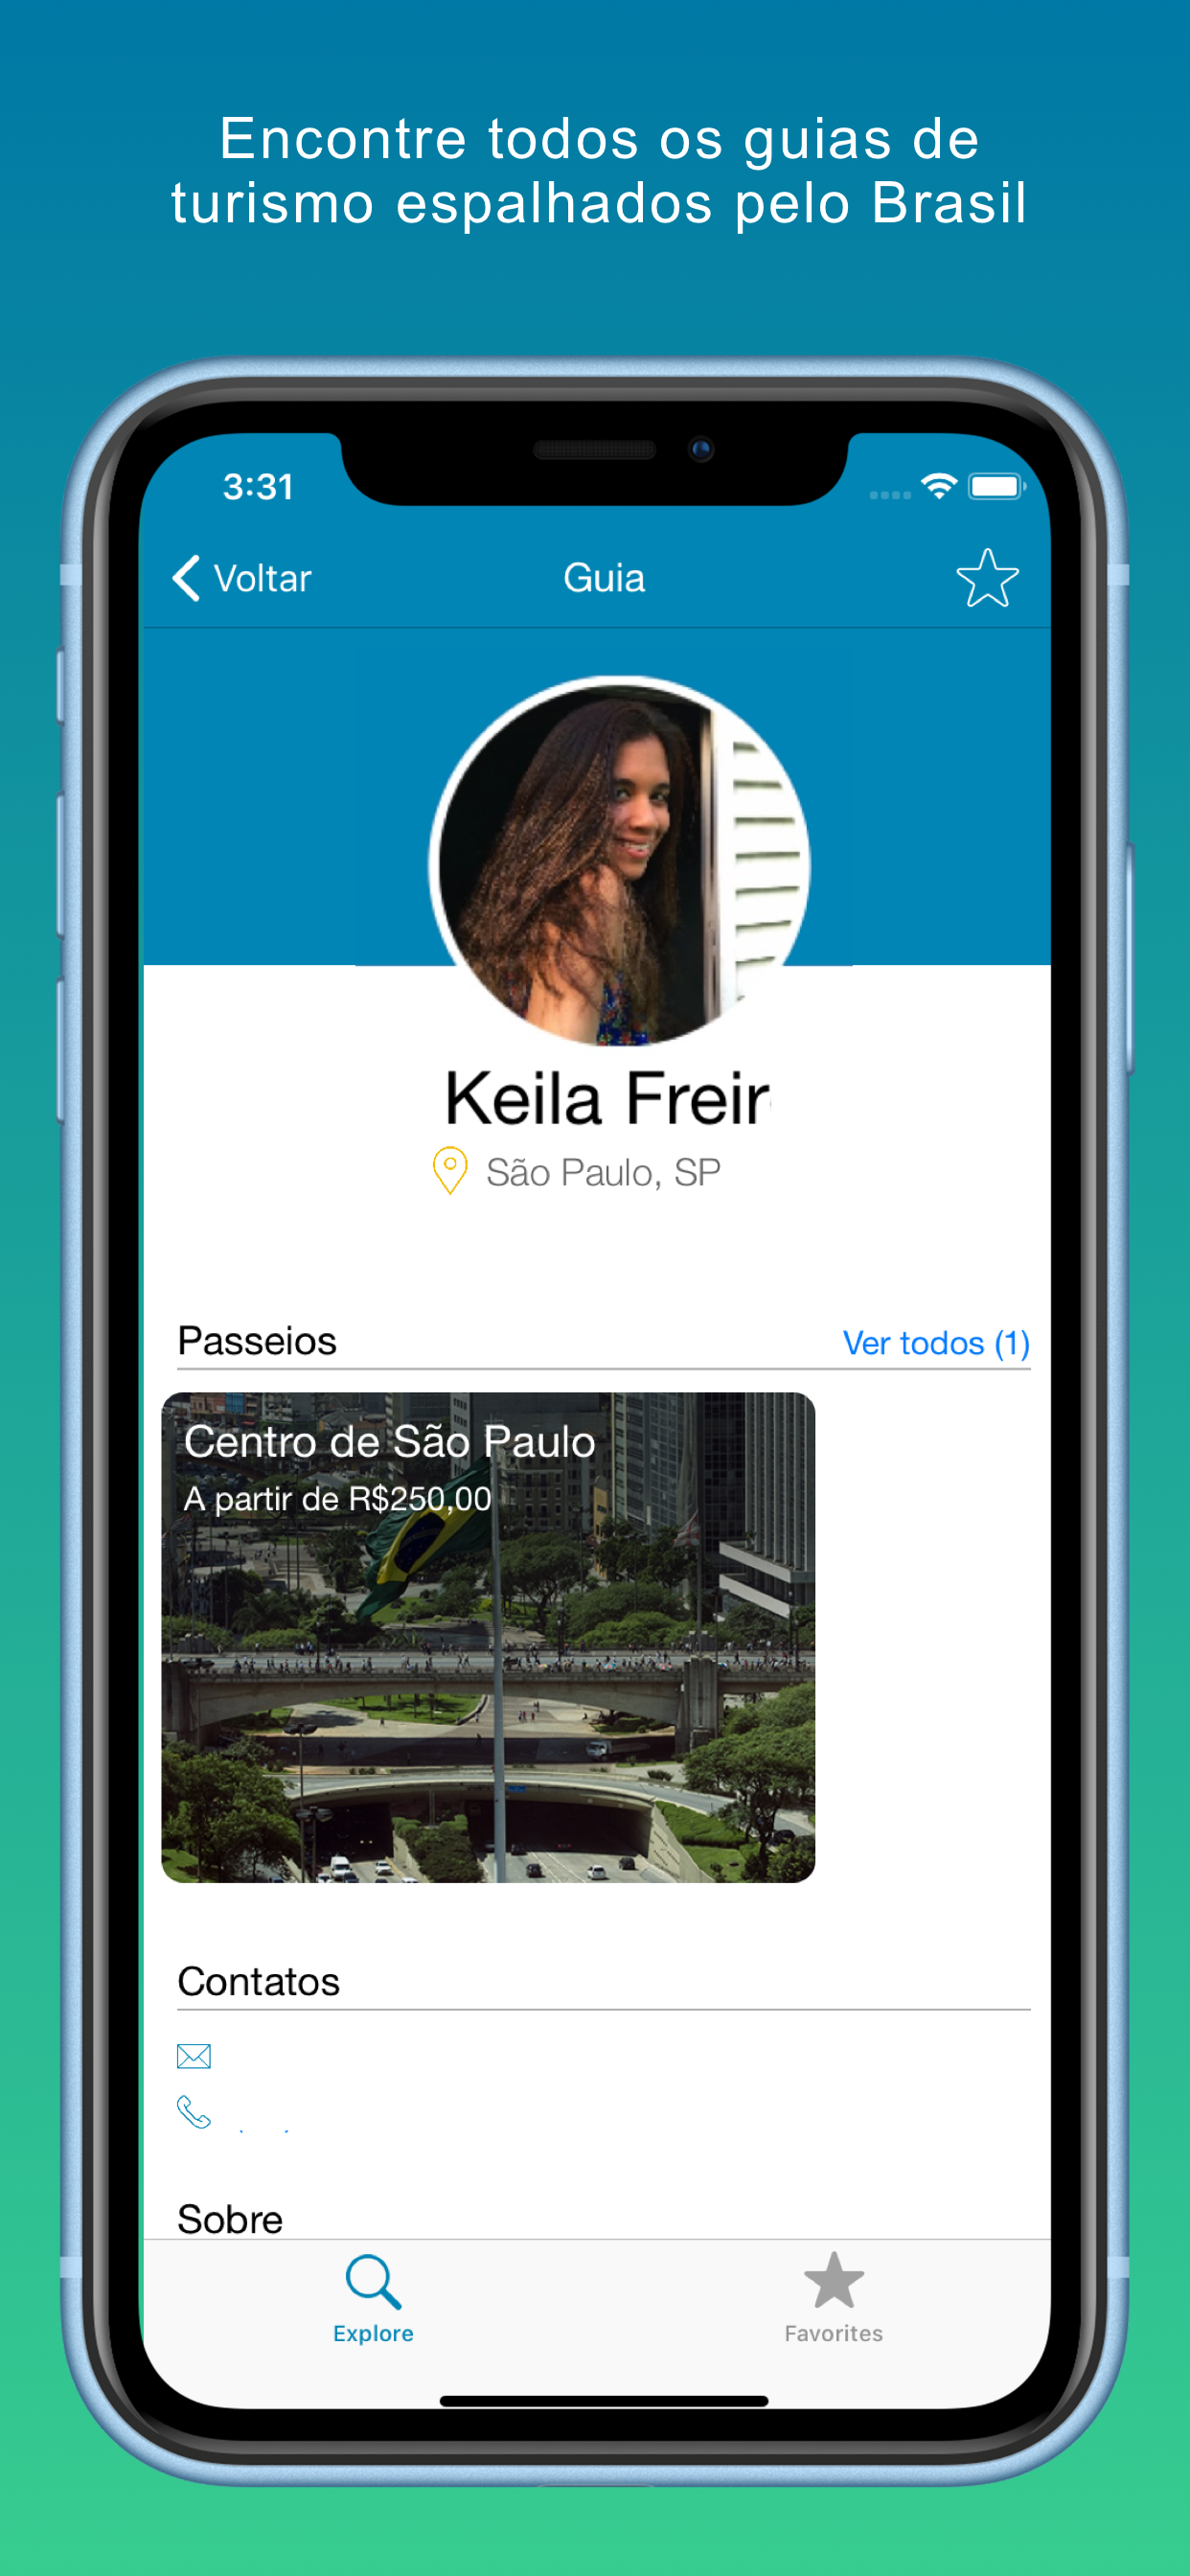 Encontre todos os guias de
turismo espalhados pelo Brasil
3:31
Voltar
Guia
Keila Freir
São Paulo, SP
Passeios
Ver todos (1)
Centro de São Paulo
A partir de R$250,00
Contatos
Sobre
Explore
Favorites